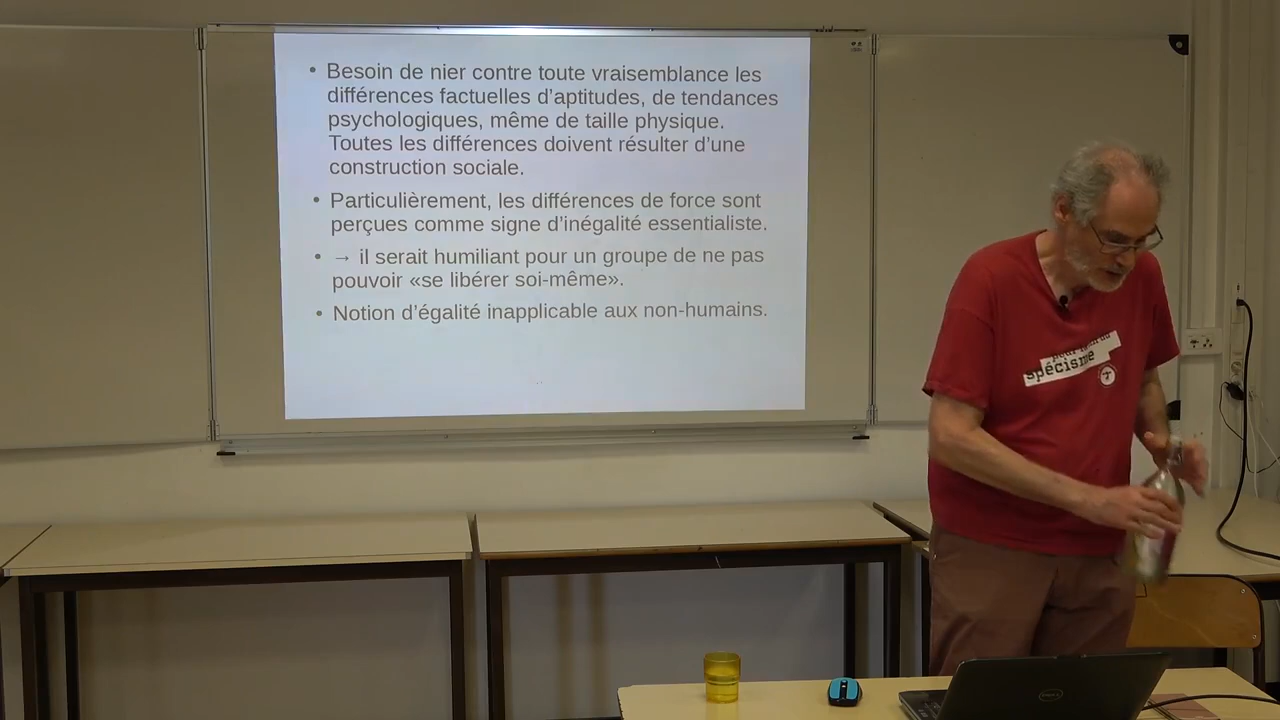 • Besoin de nier contre toute vraisemblance les
différences factuelles d'aptitudes, de tendances
psychologiques, même de taille physique.
Toutes les différences doivent résulter d'une
construction sociale.
• Particulièrement, les différences de force sont
perçues comme signe d'inégalité essentialiste.
• → il serait humiliant pour un groupe de ne pas
pouvoir «se libérer soi-même».
• Notion d'égalité inapplicable aux non-humains.
spécisme
DELL